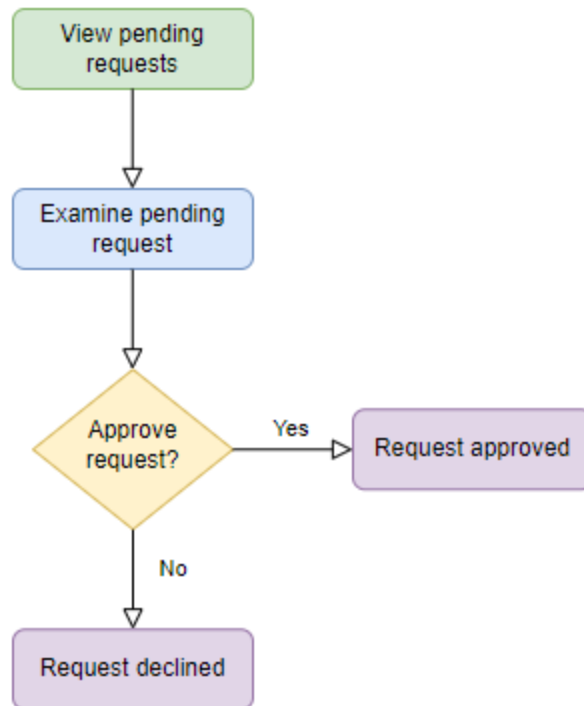 View pending
requests
Examine pending
request
Approve
request?
Yes
Request approved
No
Request declined